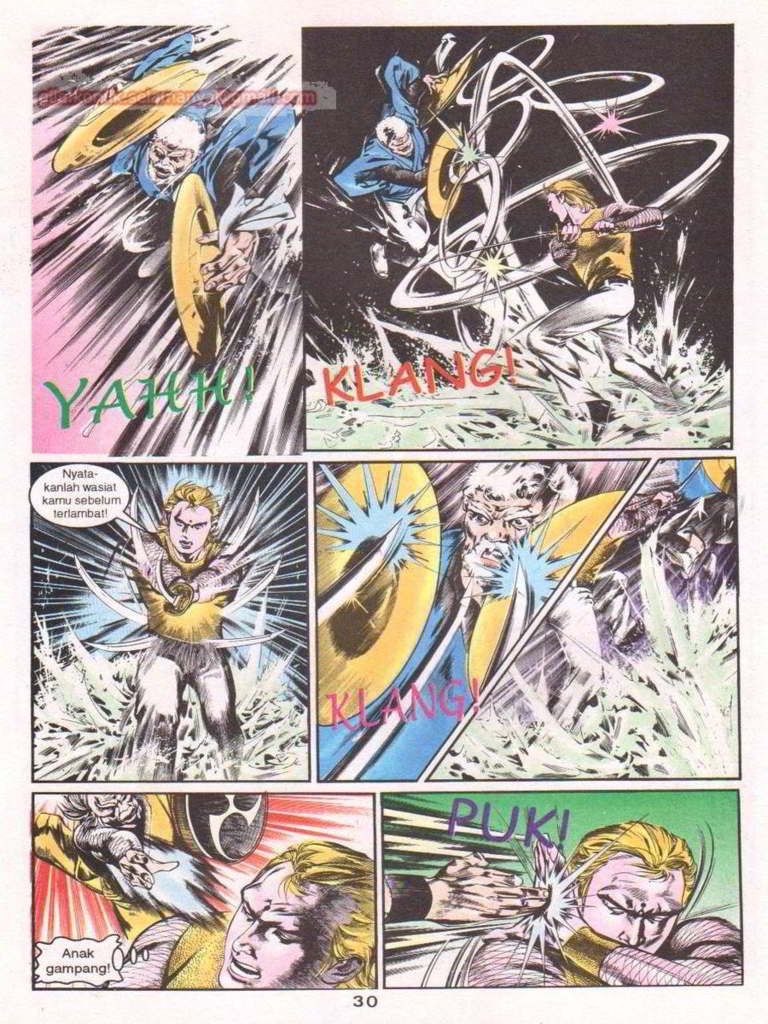 YAHH!
KLANG!
Nyata-
kanlah wasiat
kamu sebelum
terlambat!
KLANG!
Anak
gampang!
PUK!
30